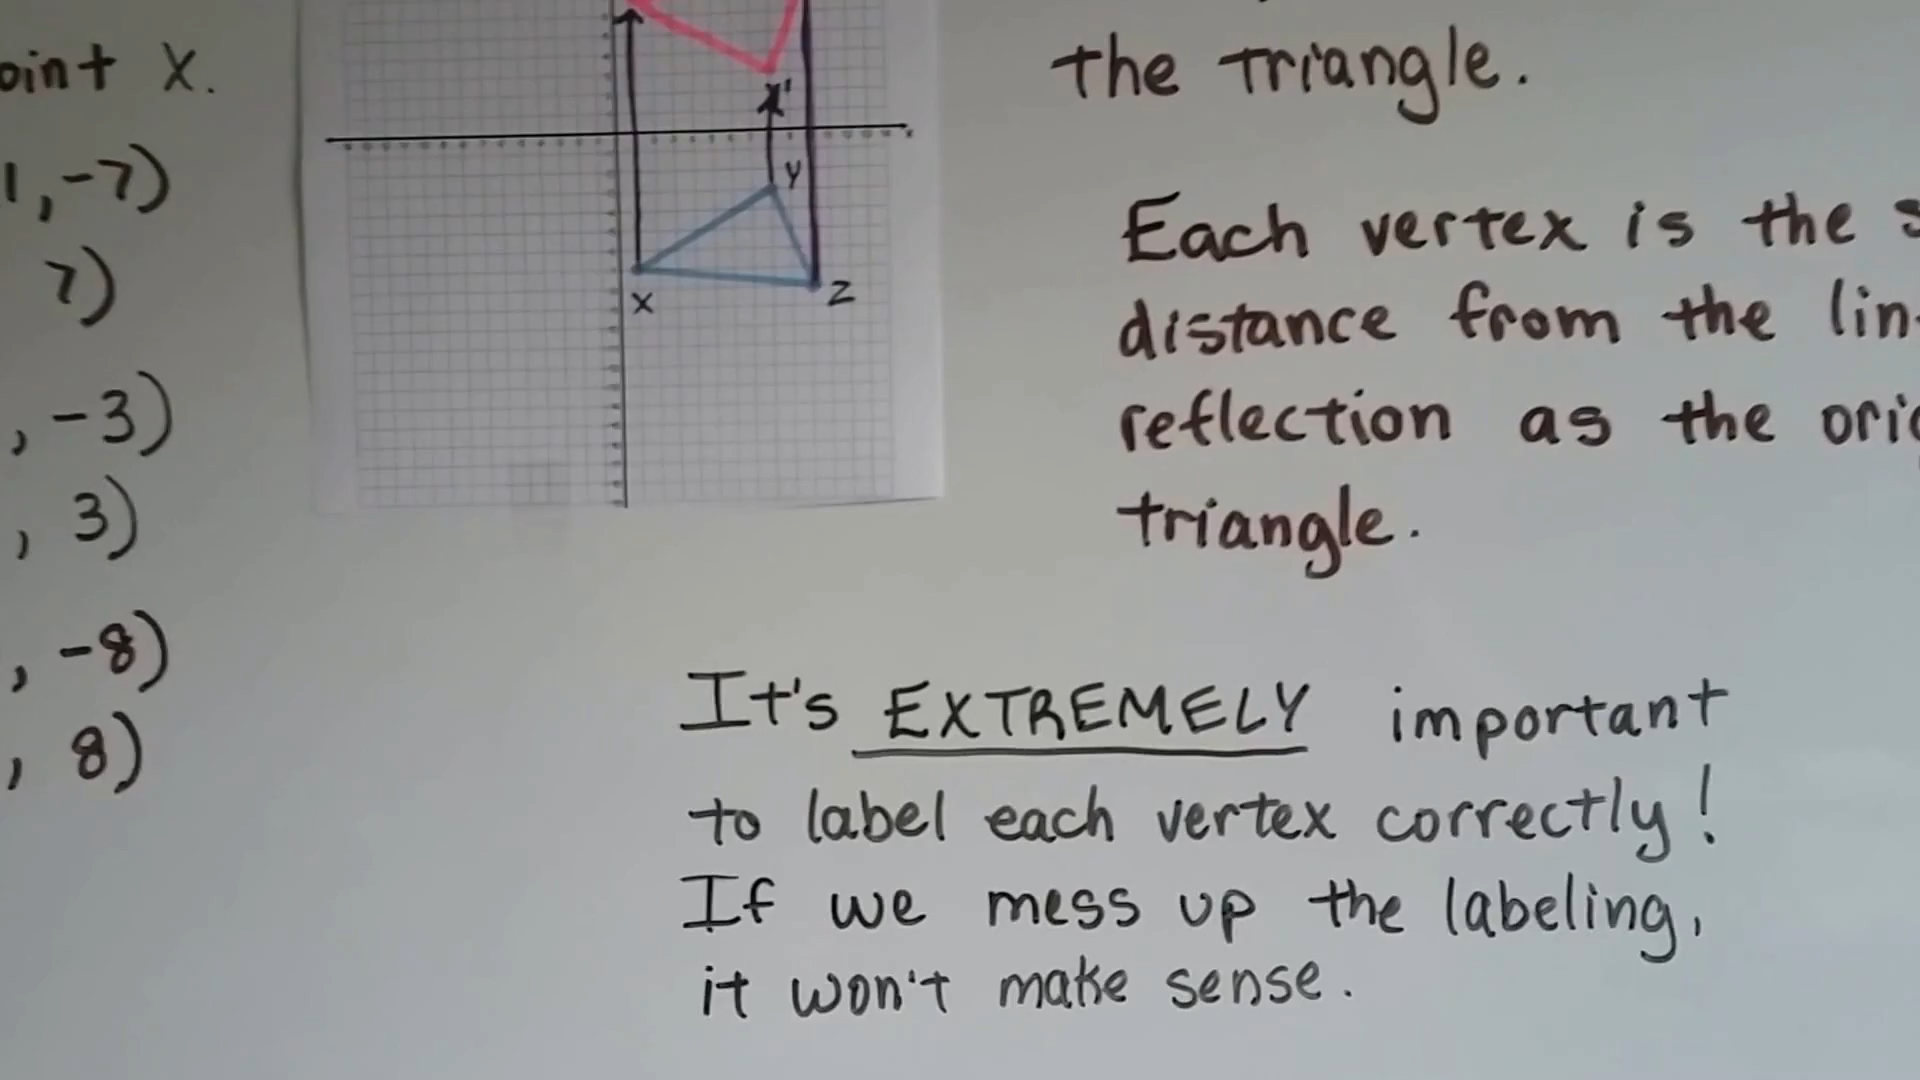 oint X.
1, -7)
7)
, -3)
, 3)
, -8)
, 8)
Y
X
Z
the triangle.
Each vertex is the s
distance from the lin
reflection as the orig
triangle.
It's EXTREMELY important
to label each vertex correctly!
If we mess up the labeling,
it won't make sense.